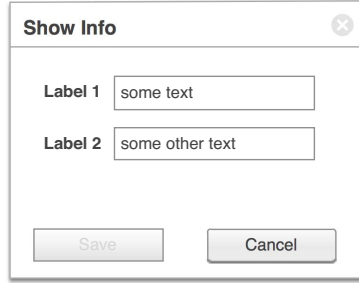 Show Info
Label 1 some text
Label 2 some other text
Save Cancel